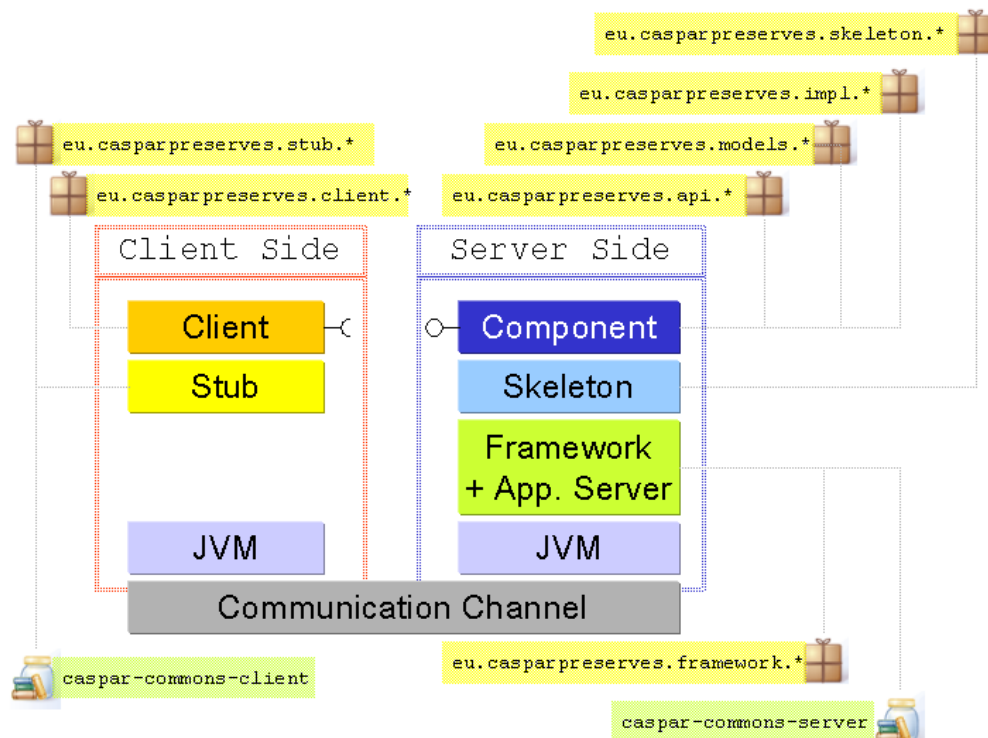 eu.casparpreserves.skeleton.*
eu.casparpreserves.impl.*
eu.casparpreserves.stub.*
eu.casparpreserves.models.*
eu.casparpreserves.client.*
eu.casparpreserves.api.*
Client Side
Server Side
Client
Component
Stub
Skeleton
Framework
+ App. Server
JVM
JVM
Communication Channel
eu.casparpreserves.framework.*
caspar-commons-client
caspar-commons-server